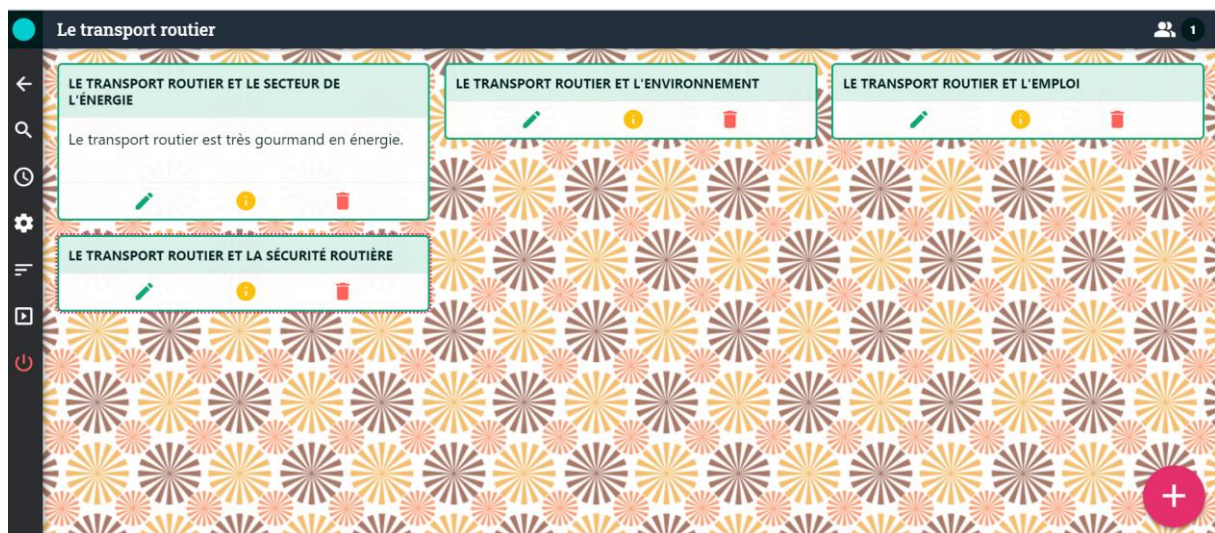 Le transport routier
1
LE TRANSPORT ROUTIER ET LE SECTEUR DE
L'ÉNERGIE
Le transport routier est très gourmand en énergie.
LE TRANSPORT ROUTIER ET L'ENVIRONNEMENT
LE TRANSPORT ROUTIER ET L'EMPLOI
LE TRANSPORT ROUTIER ET LA SÉCURITÉ ROUTIÈRE